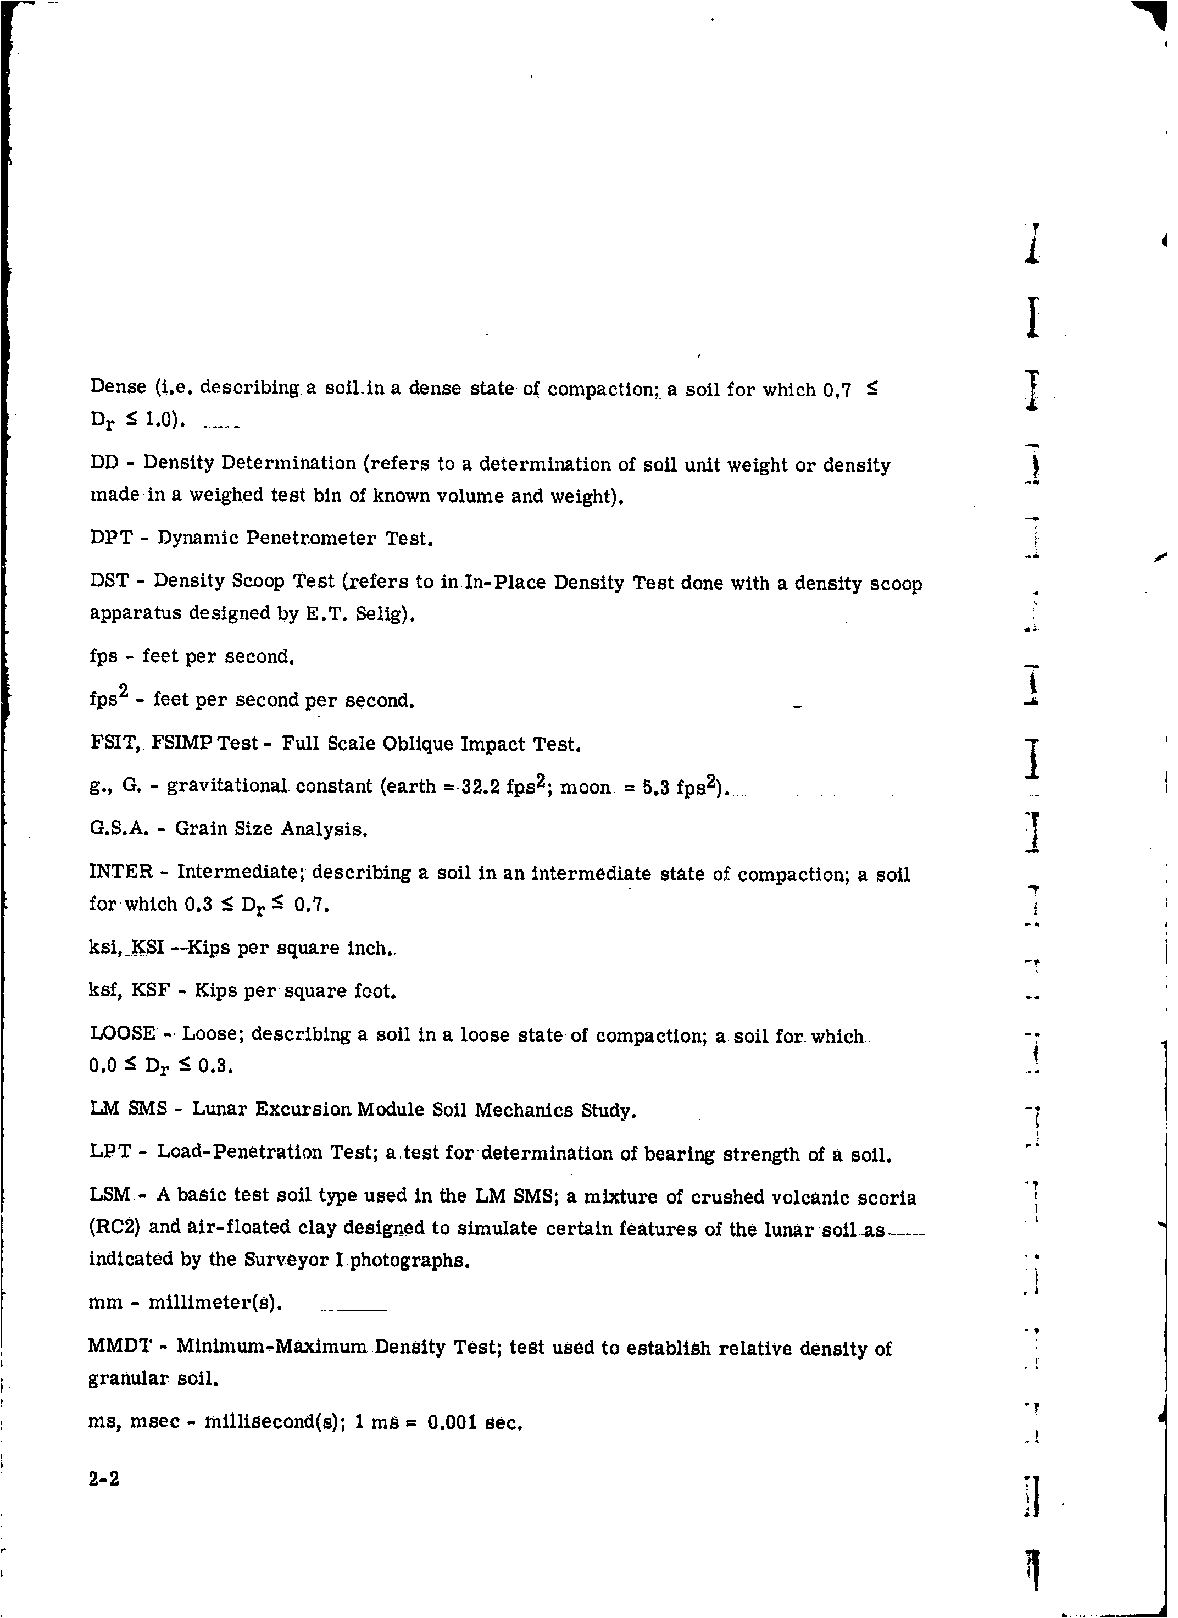 Dense (i.e. describing a soil in a dense state of compaction; a soil for which 0.7 ≤
Dr ≤ 1.0).
DD - Density Determination (refers to a determination of soil unit weight or density
made in a weighed test bin of known volume and weight).
DPT - Dynamic Penetrometer Test.
DST - Density Scoop Test (refers to in In-Place Density Test done with a density scoop
apparatus designed by E.T. Selig).
fps - feet per second.
fps² - feet per second per second.
FSIT, FSIMP Test - Full Scale Oblique Impact Test.
g., G. - gravitational constant (earth = 32.2 fps²; moon = 5.3 fps²).
G.S.A. - Grain Size Analysis.
INTER - Intermediate; describing a soil in an intermediate state of compaction; a soil
for which 0.3 ≤ Dr ≤ 0.7.
ksi, KSI --Kips per square inch.
ksf, KSF - Kips per square foot.
LOOSE - Loose; describing a soil in a loose state of compaction; a soil for which
0.0 ≤ Dr ≤ 0.3.
LM SMS - Lunar Excursion Module Soil Mechanics Study.
LPT - Load-Penetration Test; a test for determination of bearing strength of a soil.
LSM - A basic test soil type used in the LM SMS; a mixture of crushed volcanic scoria
(RC2) and air-floated clay designed to simulate certain features of the lunar soil as
indicated by the Surveyor I photographs.
mm - millimeter(s).
MMDT - Minimum-Maximum Density Test; test used to establish relative density of
granular soil.
ms, msec - millisecond(s); 1 ms = 0.001 sec.
2-2